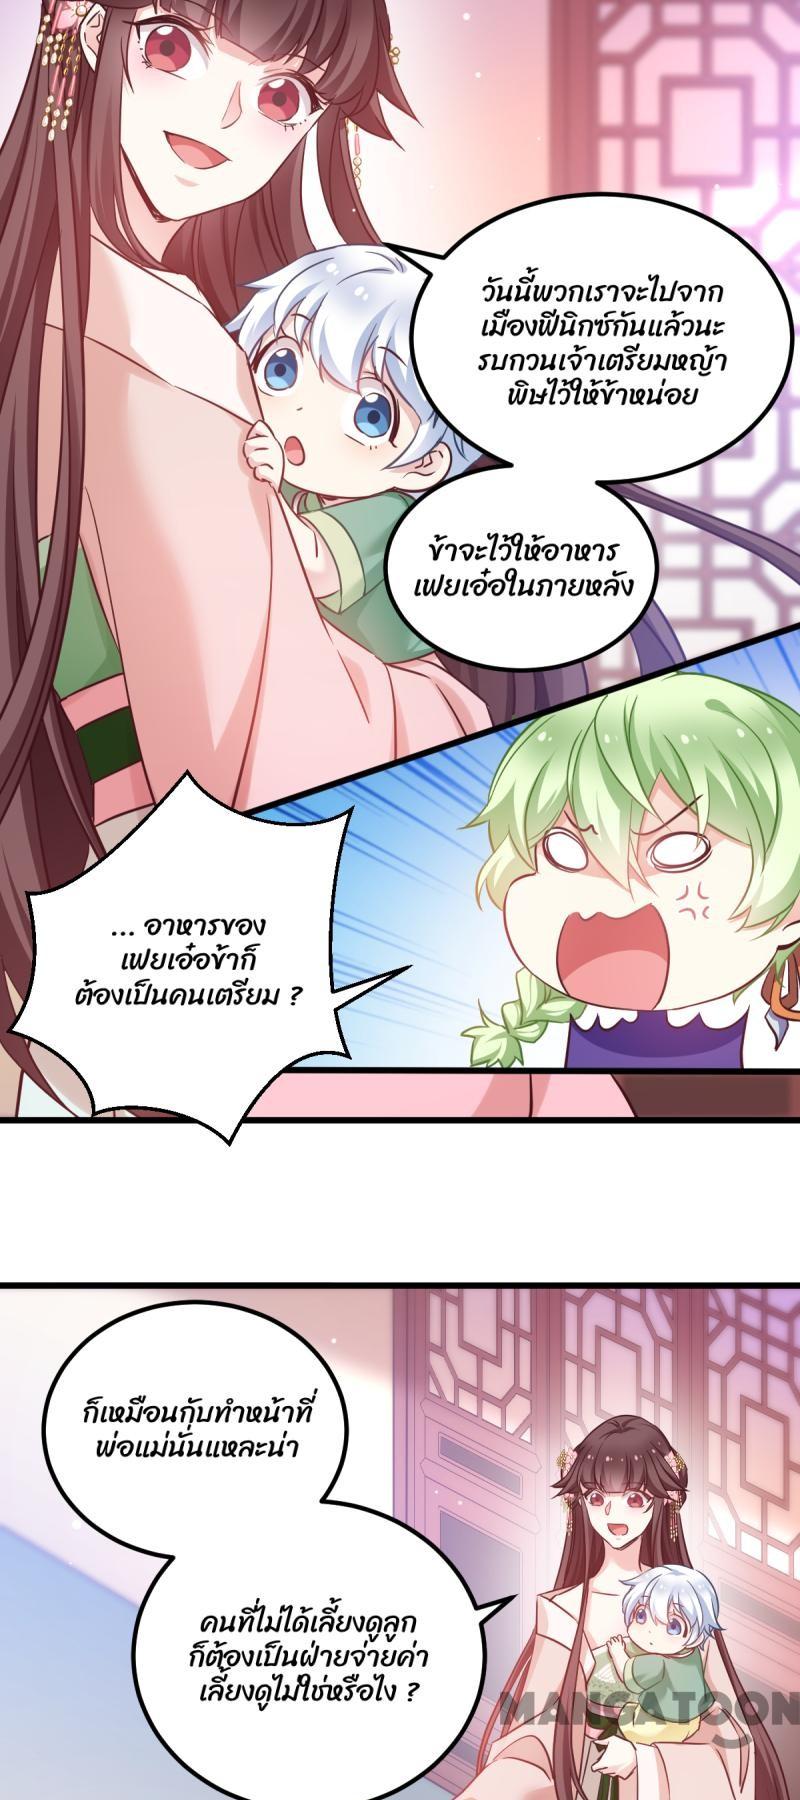 วันนี้พวกเราจะไปจาก
เมืองฟีนิกซ์กันแล้วนะ
รบกวนเจ้าเตรียมหญ้า
พิษไว้ให้ข้าหน่อย
ข้าจะไว้ให้อาหาร
เฟยเอ๋อในภายหลัง
... อาหารของ
เฟยเอ๋อข้าก็
ต้องเป็นคนเตรียม ?
ก็เหมือนกับทำหน้าที่
พ่อแม่นั่นแหละน่า
คนที่ไม่ได้เลี้ยงดูลูก
ก็ต้องเป็นฝ่ายจ่ายค่า
เลี้ยงดูไม่ใช่หรือไง ?
MANGATOON